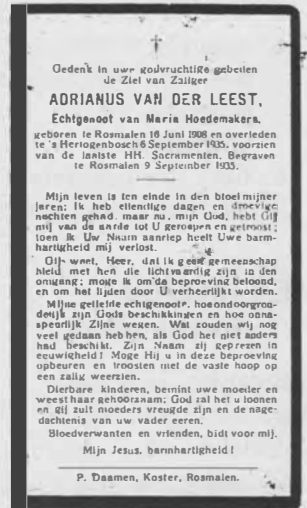 Gedenk in uwe godvruchtige gebeden
de Ziel van Zaliger
ADRIANUS VAN DER LEEST,
Echtgenoot van Maria Hoedemakers,
geboren te Rosmalen 16 Juni 1908 en overleden
te 's Hertogenbosch 6 September 1935, voorzien
van de laatste HH. Sacramenten. Begraven
te Rosmalen 9 September 1935.
Mijn leven is ten einde in den bloei mijner
jaren; Ik heb ellendige dagen en droevige
nachten gehad, maar nu, mijn God, hebt Gij
mij van de aarde tot U geroepen en getroost;
toen ik Uw Naam aanriep heeft Uwe barm-
hartigheid mij verlost.
Gij weet, Heer, dat ik geen gemeenschap
hield met hen die lichtvaardig zijn in den
omgang; moge ik om de beproeving beloond,
en om het lijden door U verheerlijkt worden.
Mijne geliefde echtgenoote, hoe ondoorgron-
delijk zijn Gods beschikkingen en hoe onna-
speurlijk Zijne wegen. Wat zouden wij nog
veel gedaan hebben, als God het niet anders
had beschikt. Zijn Naam zij geprezen in
eeuwigheid! Moge Hij u in deze beproeving
opbeuren en troosten met de vaste hoop op
een zalig weerzien.
Dierbare kinderen, bemint uwe moeder en
weest haar gehoorzaam; God zal het u loonen
en gij zult moeders vreugde zijn en de nage-
dachtenis van uw vader eeren.
Bloedverwanten en vrienden, bidt voor mij.
Mijn Jesus, barmhartigheid!
P. Daamen, Koster, Rosmalen.